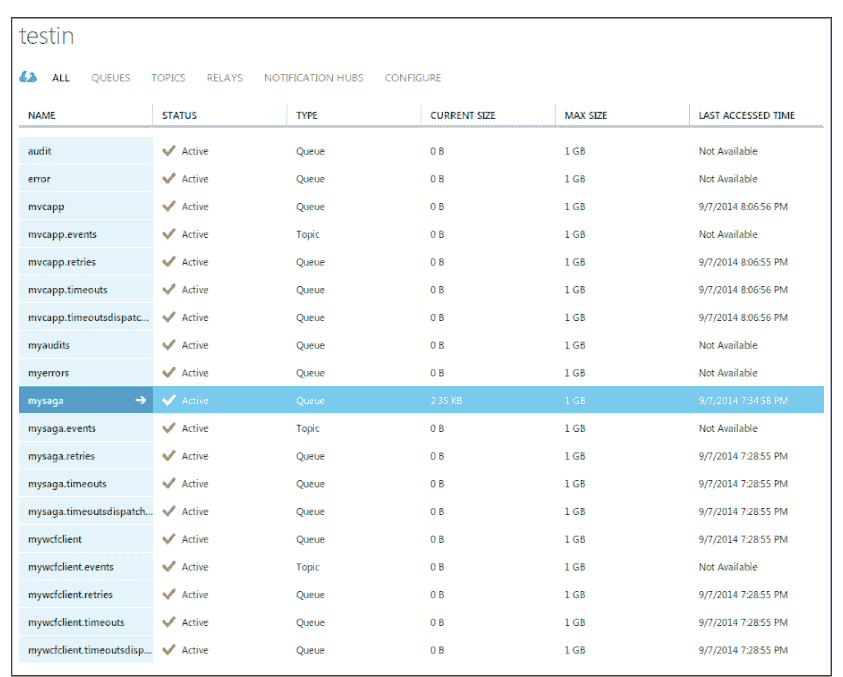 testin
ALL QUEUES TOPICS RELAYS NOTIFICATION HUBS CONFIGURE
NAME STATUS TYPE CURRENT SIZE MAX SIZE LAST ACCESSED TIME
audit Active Queue 0 B 1 GB Not Available
error Active Queue 0 B 1 GB Not Available
mvcapp Active Queue 0 B 1 GB 9/7/2014 8:06:56 PM
mvcapp.events Active Topic 0 B 1 GB Not Available
mvcapp.retries Active Queue 0 B 1 GB 9/7/2014 8:06:55 PM
mvcapp.timeouts Active Queue 0 B 1 GB 9/7/2014 8:06:56 PM
mvcapp.timeoutsdispatc... Active Queue 0 B 1 GB 9/7/2014 8:06:56 PM
myaudits Active Queue 0 B 1 GB Not Available
myerrors Active Queue 0 B 1 GB Not Available
mysaga Active Queue 2.35 KB 1 GB 9/7/2014 7:34:58 PM
mysaga.events Active Topic 0 B 1 GB Not Available
mysaga.retries Active Queue 0 B 1 GB 9/7/2014 7:28:55 PM
mysaga.timeouts Active Queue 0 B 1 GB 9/7/2014 7:28:55 PM
mysaga.timeoutsdispatch... Active Queue 0 B 1 GB 9/7/2014 7:28:55 PM
mywcfclient Active Queue 0 B 1 GB 9/7/2014 7:28:55 PM
mywcfclient.events Active Topic 0 B 1 GB Not Available
mywcfclient.retries Active Queue 0 B 1 GB 9/7/2014 7:28:55 PM
mywcfclient.timeouts Active Queue 0 B 1 GB 9/7/2014 7:28:55 PM
mywcfclient.timeoutsdisp... Active Queue 0 B 1 GB 9/7/2014 7:28:55 PM